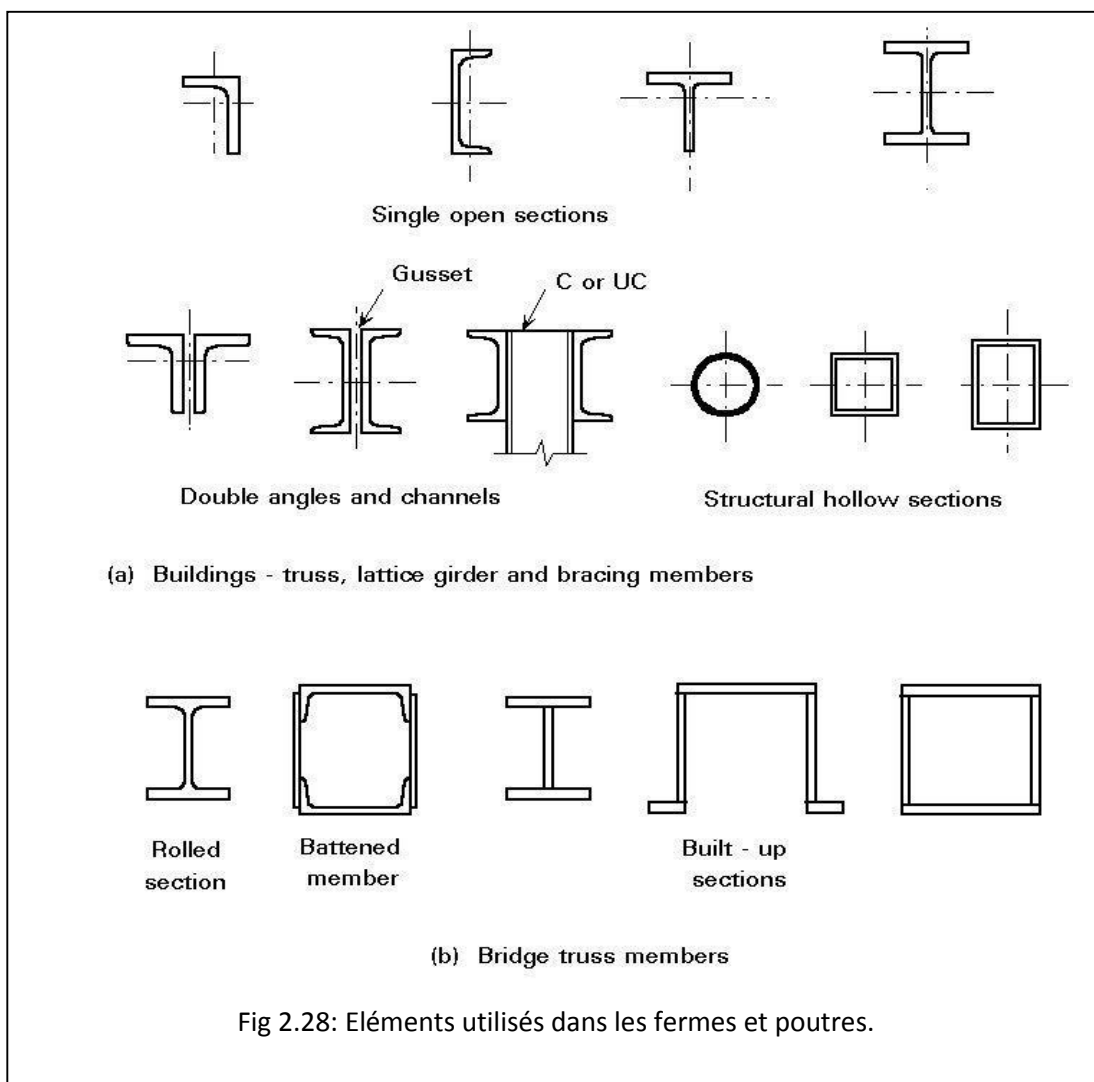 Single open sections
Gusset
C or UC
Double angles and channels
Structural hollow sections
(a) Buildings - truss, lattice girder and bracing members
Rolled
section
Battened
member
Built - up
sections
(b) Bridge truss members
Fig 2.28: Eléments utilisés dans les fermes et poutres.